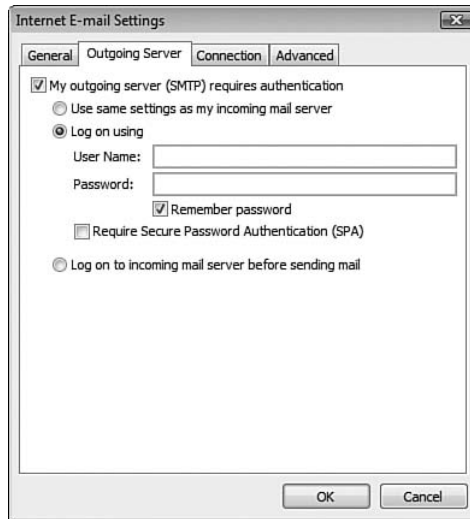 Internet E-mail Settings
General Outgoing Server Connection Advanced
My outgoing server (SMTP) requires authentication
Use same settings as my incoming mail server
Log on using
User Name:
Password:
Remember password
Require Secure Password Authentication (SPA)
Log on to incoming mail server before sending mail
OK Cancel